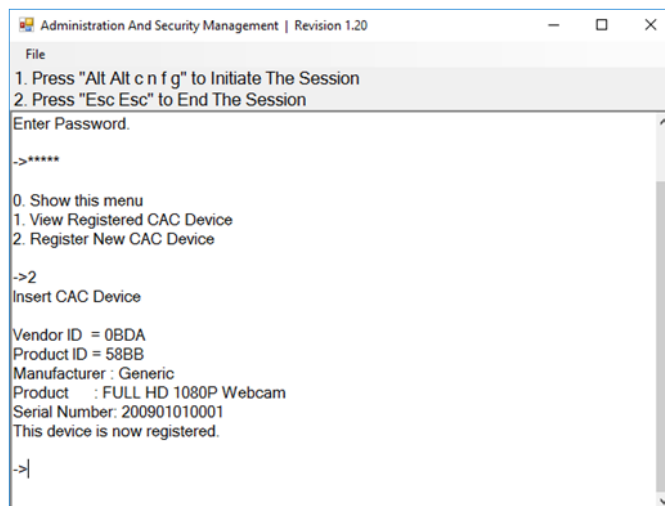 Administration And Security Management | Revision 1.20
File
1. Press "Alt Alt c n f g" to Initiate The Session
2. Press "Esc Esc" to End The Session
Enter Password.
->*****
0. Show this menu
1. View Registered CAC Device
2. Register New CAC Device
->2
Insert CAC Device
Vendor ID = 0BDA
Product ID = 58BB
Manufacturer : Generic
Product : FULL HD 1080P Webcam
Serial Number: 200901010001
This device is now registered.
->